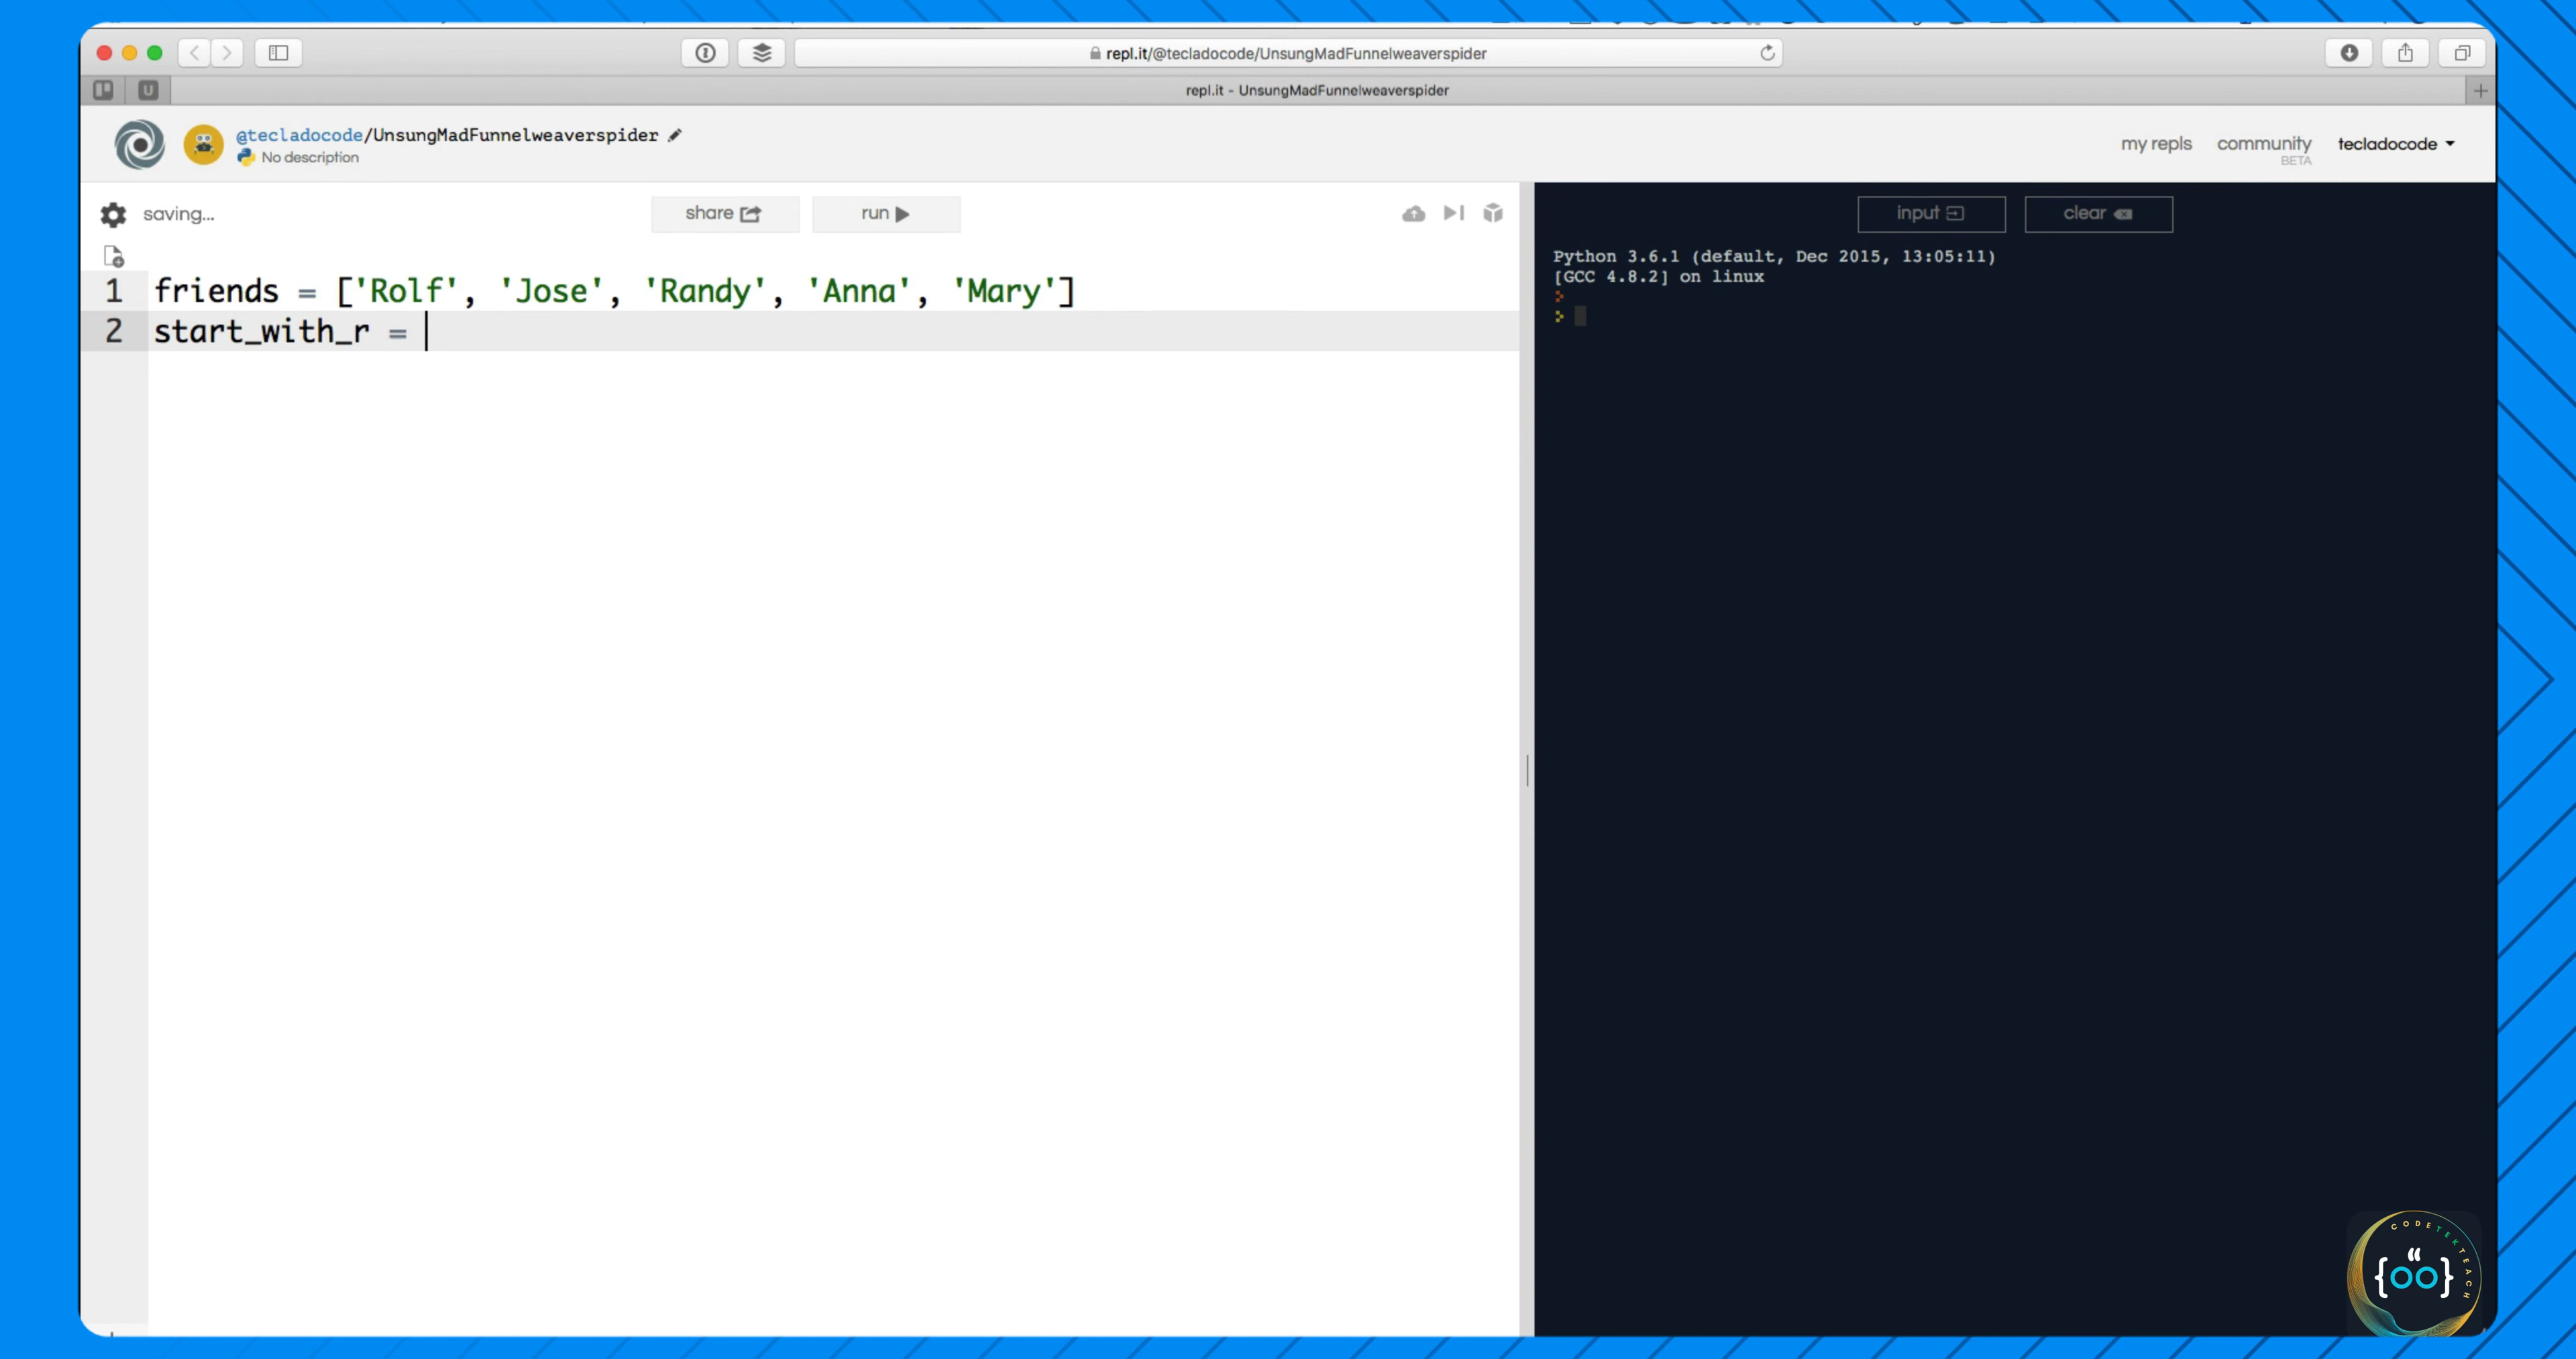 repl.it/@tecladocode/UnsungMadFunnelweaverspider
U
repl.it - UnsungMadFunnelweaverspider
@tecladocode/UnsungMadFunnelweaverspider
No description
my repls community BETA tecladocode
saving...
share run
input clear
1 friends = ['Rolf', 'Jose', 'Randy', 'Anna', 'Mary']
2 start_with_r =
Python 3.6.1 (default, Dec 2015, 13:05:11)
[GCC 4.8.2] on linux
CODETEKTEACH